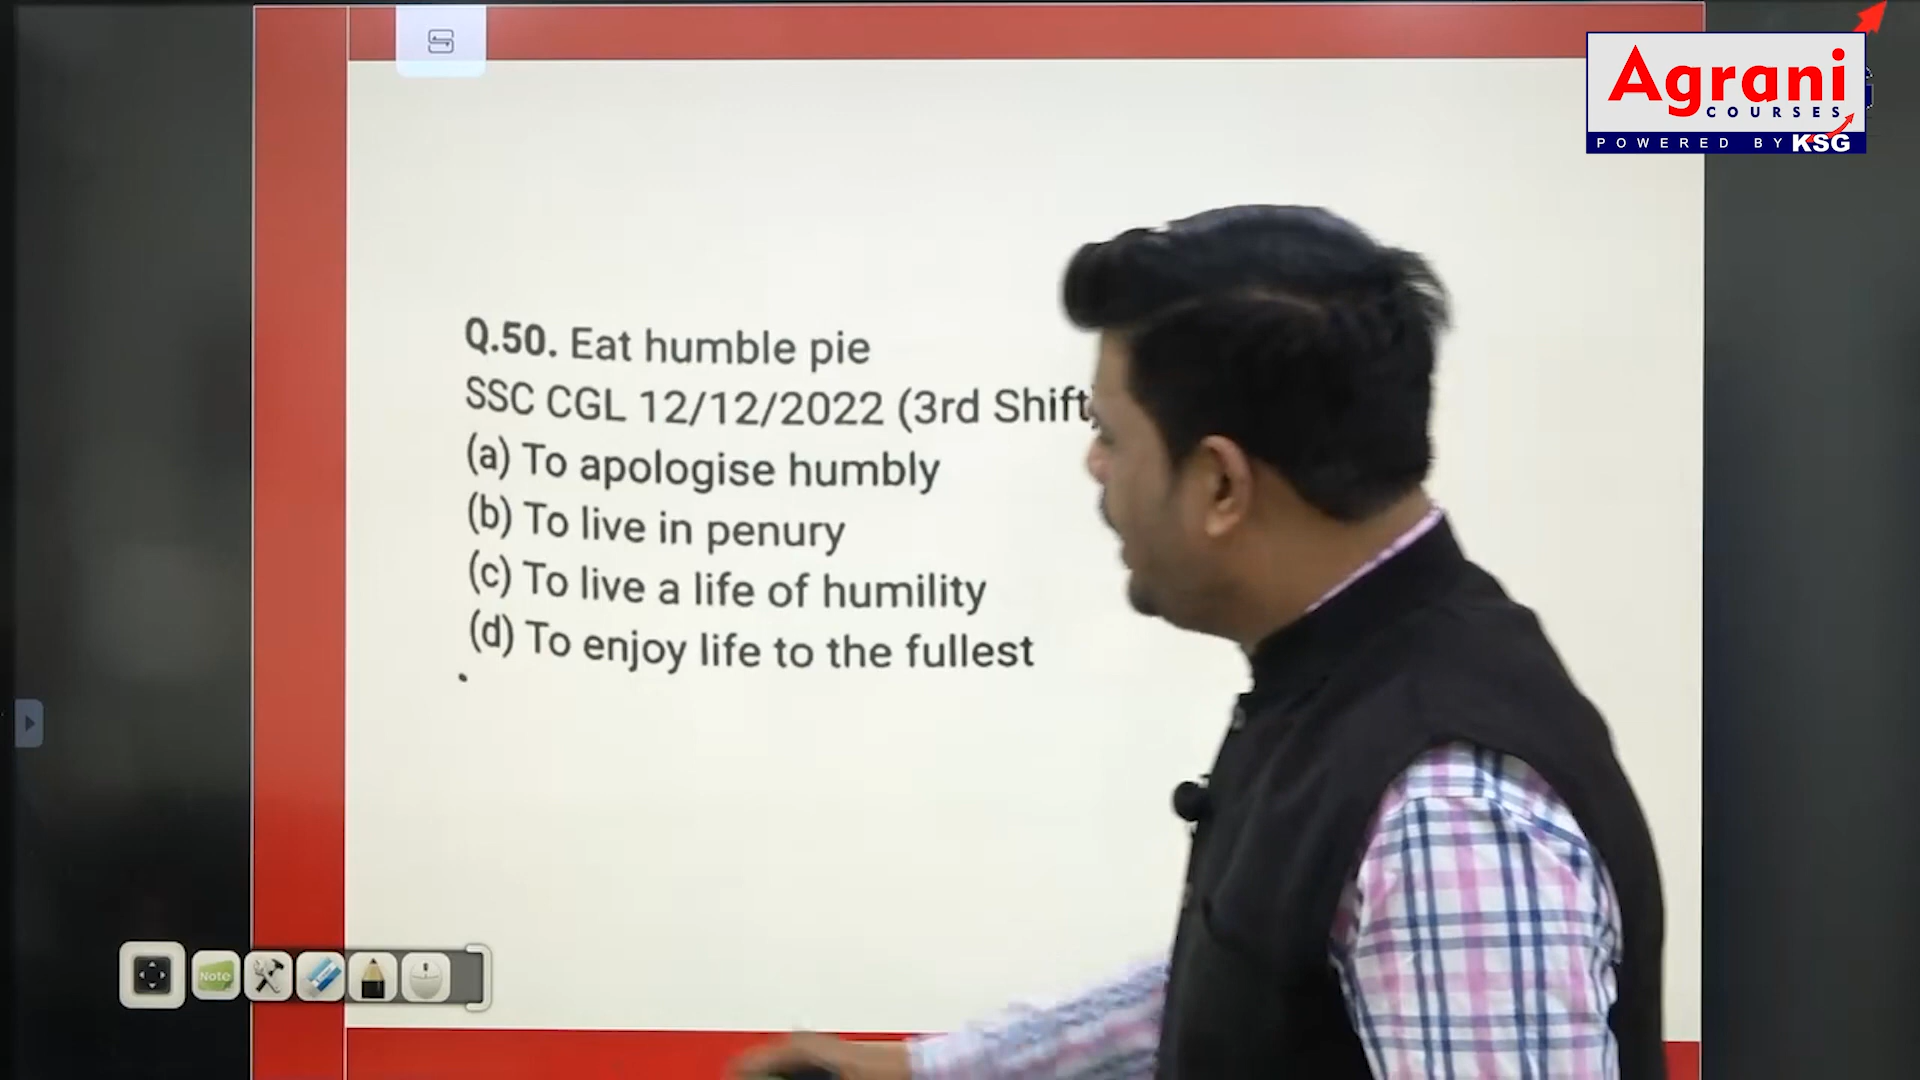 Agrani
COURSES
POWERED BY KSG
Q.50. Eat humble pie
SSC CGL 12/12/2022 (3rd Shift
(a) To apologise humbly
(b) To live in penury
(c) To live a life of humility
(d) To enjoy life to the fullest
Note